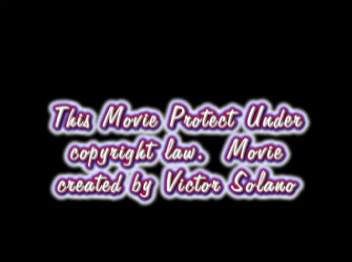 This Movie Protect Under
copyright law. Movie
created by Victor Solano